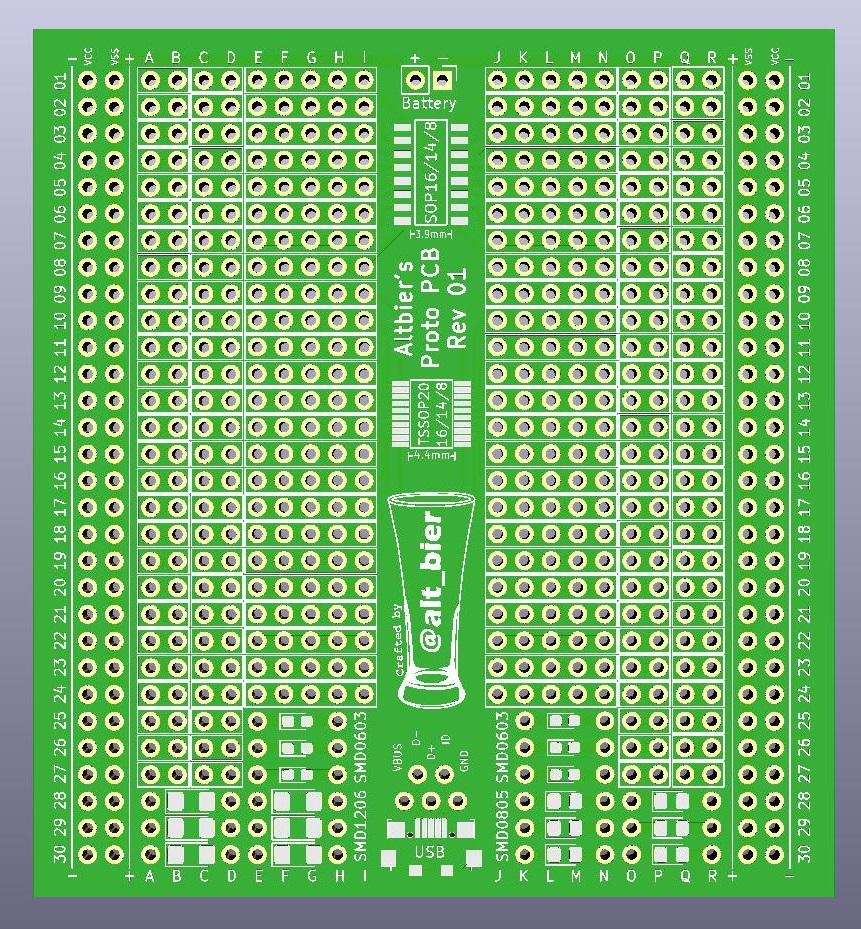 - VCC VSS + A B C D E F G H I + - J K L M N O P Q R + VSS VCC -
Battery
01 01
02 02
03 03
04 04
05 05
06 06
07 07
08 08
09 09
10 10
11 11
12 12
13 13
14 14
15 15
16 16
17 17
18 18
19 19
20 20
21 21
22 22
23 23
24 24
25 25
26 26
27 27
28 28
29 29
30 30
SOP16/14/8
3.9mm
Altbier's
Proto PCB
Rev 01
TSSOP20
16/14/8
4.4mm
Crafted by
@alt_bier
SMD0603
SMD1206
VBUS D- D+ ID GND
USB
SMD0603
SMD0805
- + A B C D E F G H I J K L M N O P Q R + -